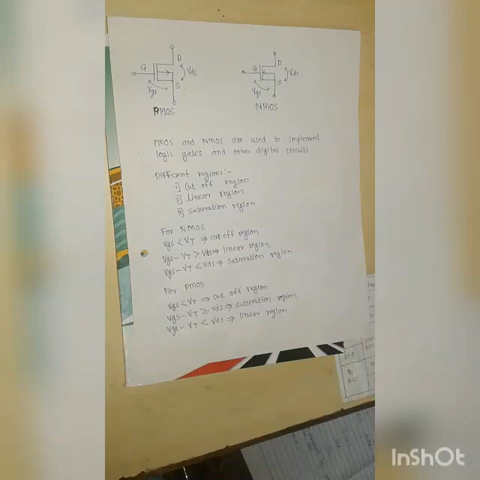 G D Vds S Vgs
PMOS
G D Vds S Vgs
NMOS
PMOS and NMOS are used to implement
logic gates and other digital circuits
Different regions:-
1] Cut off region
2] linear region
3] saturation region
For NMOS
Vgs < VT ⇒ cut off region
Vgs - VT > Vds ⇒ linear region
Vgs - VT ≤ Vds ⇒ saturation region
For PMOS
Vgs < VT ⇒ cut off region
Vgs - VT ≥ Vds ⇒ saturation region
Vgs - VT < Vds ⇒ linear region
InShOt